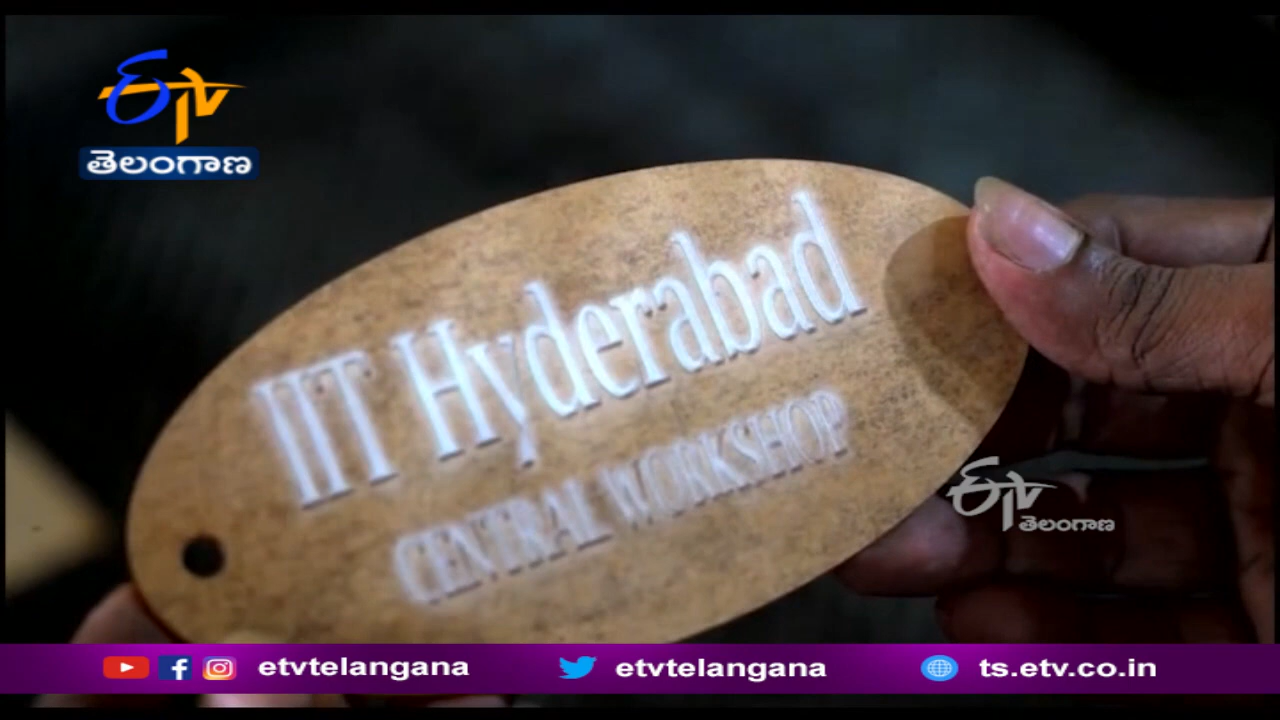 ETV
తెలంగాణ
IIT Hyderabad
CENTRAL WORKSHOP
ETV
తెలంగాణ
etvtelangana
etvtelangana
ts.etv.co.in